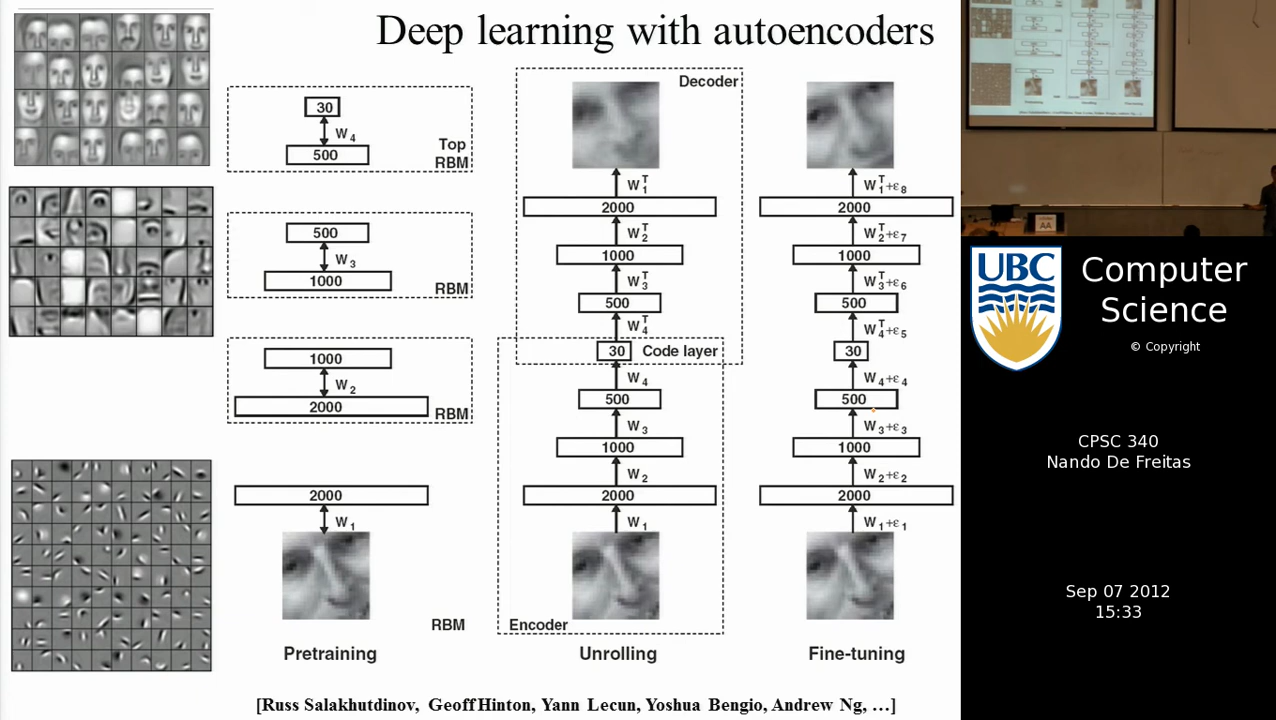 Deep learning with autoencoders
30
W4
500
Top
RBM
500
W3
1000
RBM
1000
W2
2000
RBM
2000
W1
RBM
Pretraining
Decoder
W1T
2000
W2T
1000
W3T
500
W4T
30
Code layer
W4
500
W3
1000
W2
2000
W1
Encoder
Unrolling
W1T+ε8
2000
W2T+ε7
1000
W3T+ε6
500
W4T+ε5
30
W4+ε4
500
W3+ε3
1000
W2+ε2
2000
W1+ε1
Fine-tuning
[Russ Salakhutdinov, Geoff Hinton, Yann Lecun, Yoshua Bengio, Andrew Ng, …]
AA
UBC
Computer
Science
© Copyright
CPSC 340
Nando De Freitas
Sep 07 2012
15:33